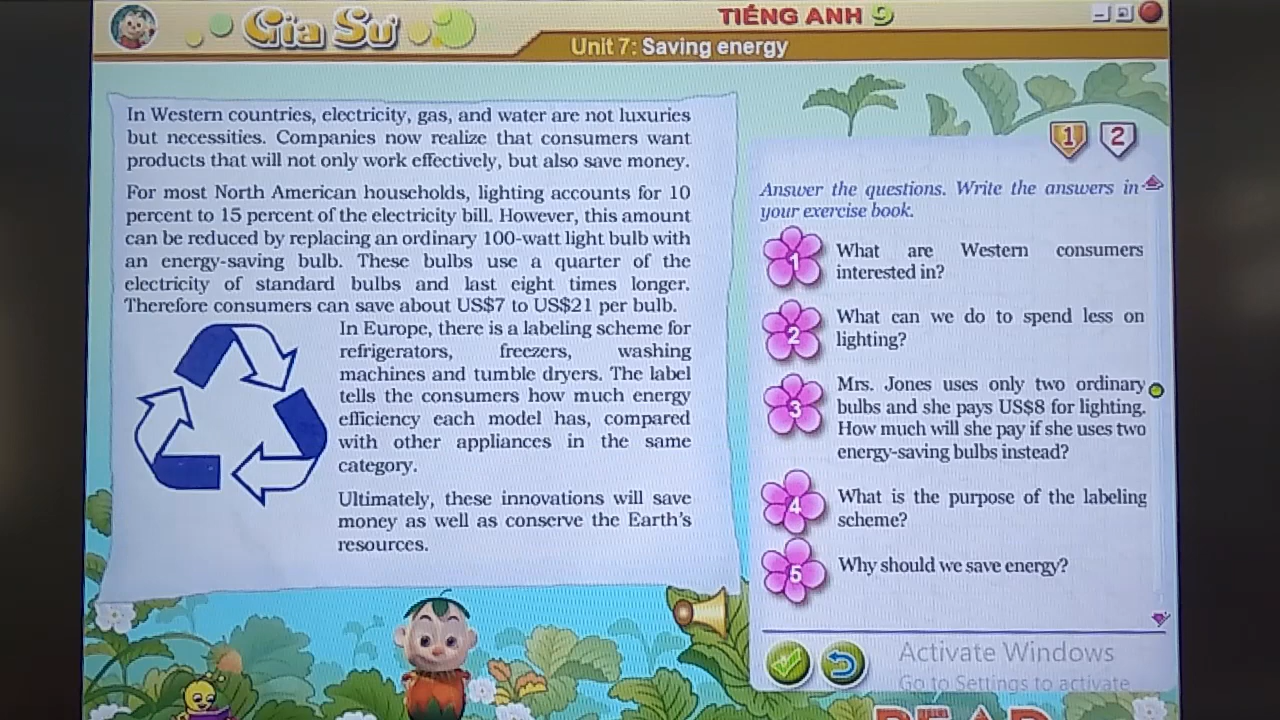 Gia Sư
TIẾNG ANH 9
Unit 7: Saving energy
In Western countries, electricity, gas, and water are not luxuries
but necessities. Companies now realize that consumers want
products that will not only work effectively, but also save money.
For most North American households, lighting accounts for 10
percent to 15 percent of the electricity bill. However, this amount
can be reduced by replacing an ordinary 100-watt light bulb with
an energy-saving bulb. These bulbs use a quarter of the
electricity of standard bulbs and last eight times longer.
Therefore consumers can save about US$7 to US$21 per bulb.
In Europe, there is a labeling scheme for
refrigerators, freezers, washing
machines and tumble dryers. The label
tells the consumers how much energy
efficiency each model has, compared
with other appliances in the same
category.
Ultimately, these innovations will save
money as well as conserve the Earth's
resources.
1 2
Answer the questions. Write the answers in
your exercise book.
1 What are Western consumers
interested in?
2 What can we do to spend less on
lighting?
3 Mrs. Jones uses only two ordinary
bulbs and she pays US$8 for lighting.
How much will she pay if she uses two
energy-saving bulbs instead?
4 What is the purpose of the labeling
scheme?
5 Why should we save energy?
Activate Windows
Go to Settings to activate
READ